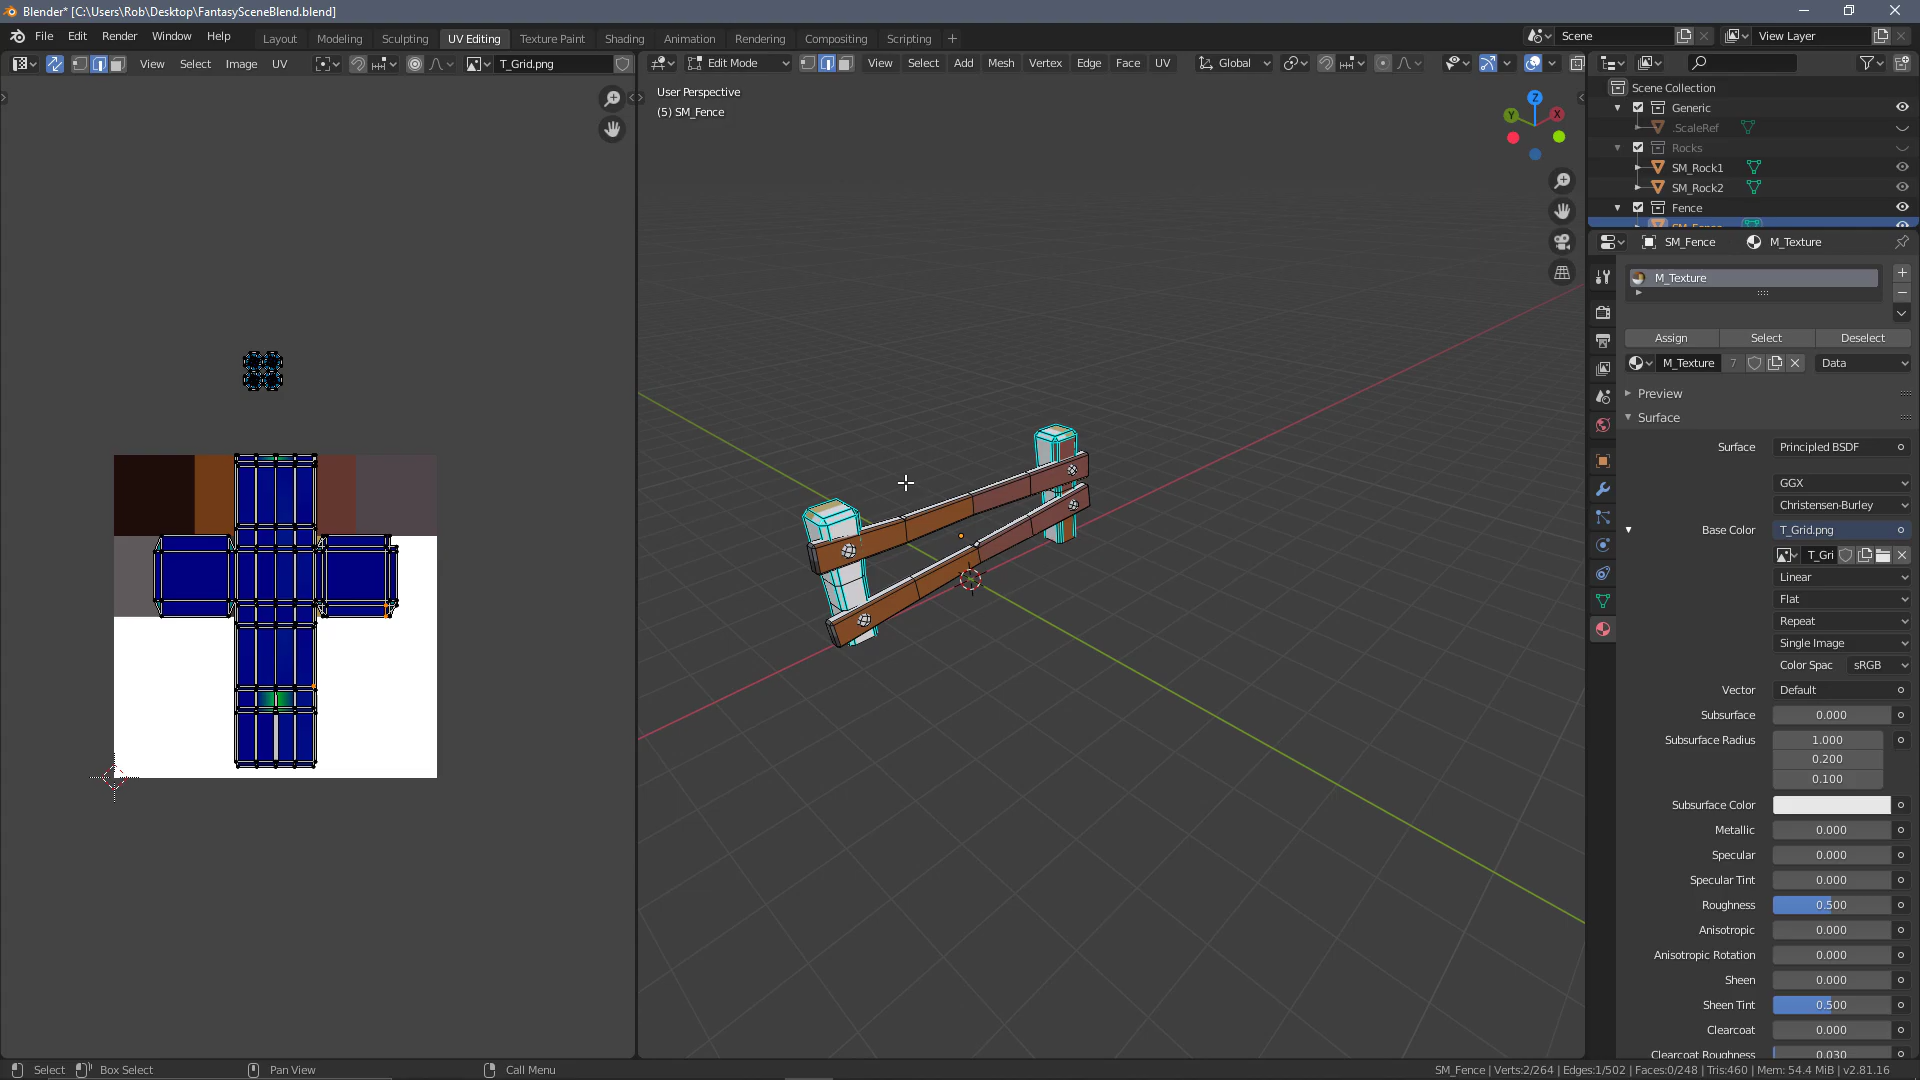 Blender* [C:\Users\Rob\Desktop\FantasySceneBlend.blend]
File Edit Render Window Help
Layout Modeling Sculpting UV Editing Texture Paint Shading Animation Rendering Compositing Scripting +
Scene
View Layer
View Select Image UV
T_Grid.png
Edit Mode
View Select Add Mesh Vertex Edge Face UV
Global
User Perspective
(5) SM_Fence
Z
Y
X
Scene Collection
Generic
.ScaleRef
Rocks
SM_Rock1
SM_Rock2
Fence
SM_Fence M_Texture
M_Texture
Assign Select Deselect
M_Texture 7 Data
Preview
Surface
Surface Principled BSDF
GGX
Christensen-Burley
Base Color T_Grid.png
T_Gri
Linear
Flat
Repeat
Single Image
Color Spac sRGB
Vector Default
Subsurface 0.000
Subsurface Radius 1.000
0.200
0.100
Subsurface Color
Metallic 0.000
Specular 0.000
Specular Tint 0.000
Roughness 0.500
Anisotropic 0.000
Anisotropic Rotation 0.000
Sheen 0.000
Sheen Tint 0.500
Clearcoat 0.000
Clearcoat Roughness 0.030
Select Box Select Pan View Call Menu
SM_Fence | Verts:2/264 | Edges:1/502 | Faces:0/248 | Tris:460 | Mem: 54.4 MiB | v2.81.16